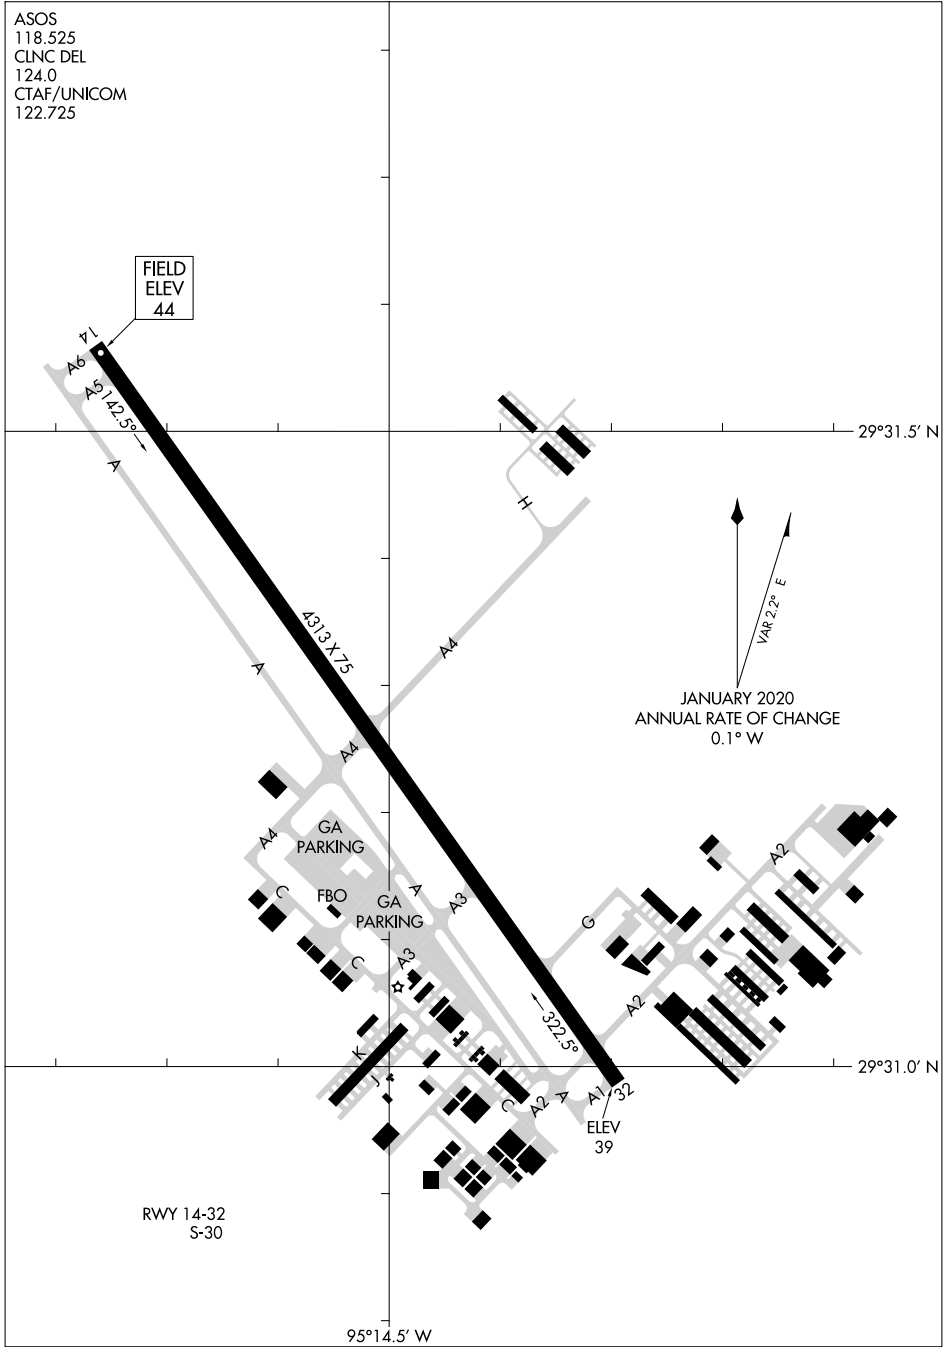 ASOS
118.525
CLNC DEL
124.0
CTAF/UNICOM
122.725
FIELD
ELEV
44
14
A6
A5
142.5°
29°31.5' N
A
H
VAR 2.2° E
4313 X 75
A4
A
JANUARY 2020
ANNUAL RATE OF CHANGE
0.1° W
A4
GA
PARKING
A4
A2
A
C
FBO
GA
PARKING
A3
G
C
A3
A2
322.5°
K
J
29°31.0' N
A
A1
32
C
A2
ELEV
39
RWY 14-32
S-30
95°14.5' W